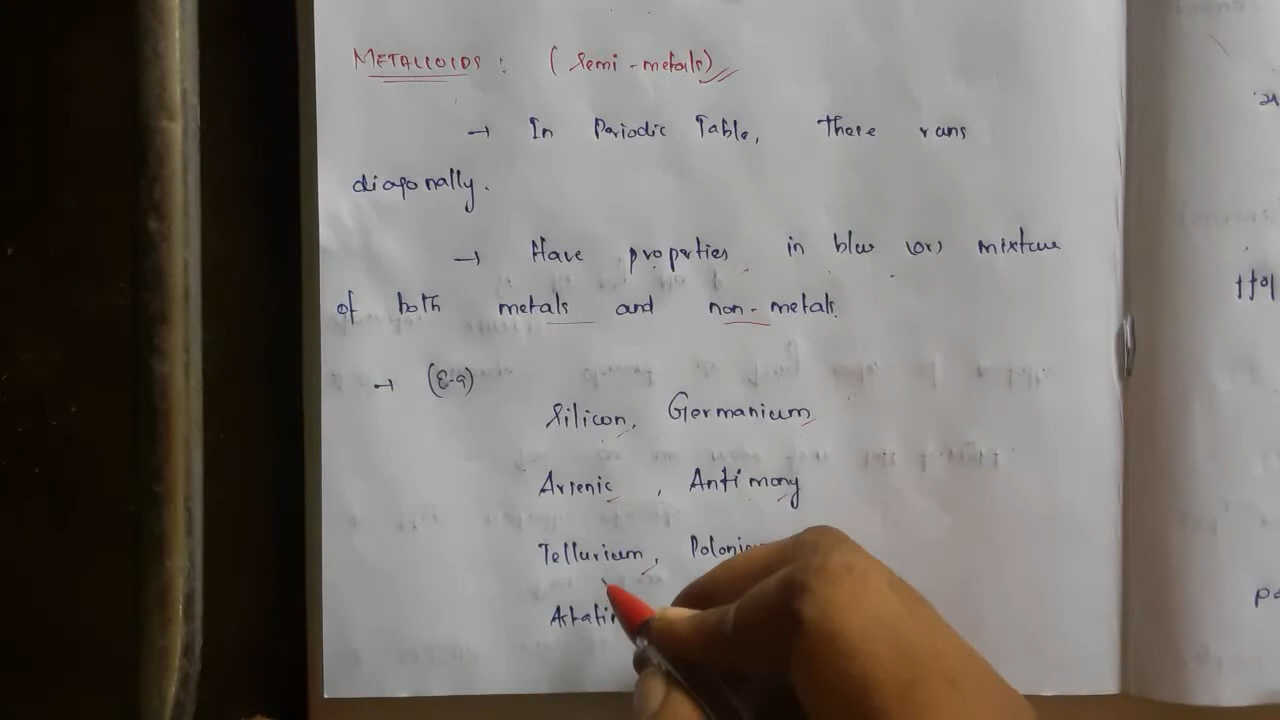 METALLOIDS : (Semi-metals)
→ In Periodic Table, There runs
diagonally.
→ Have properties in b/w (or) mixture
of both metals and non-metals.
→ (E.g)
Silicon, Germanium
Arsenic , Antimony
Tellurium,